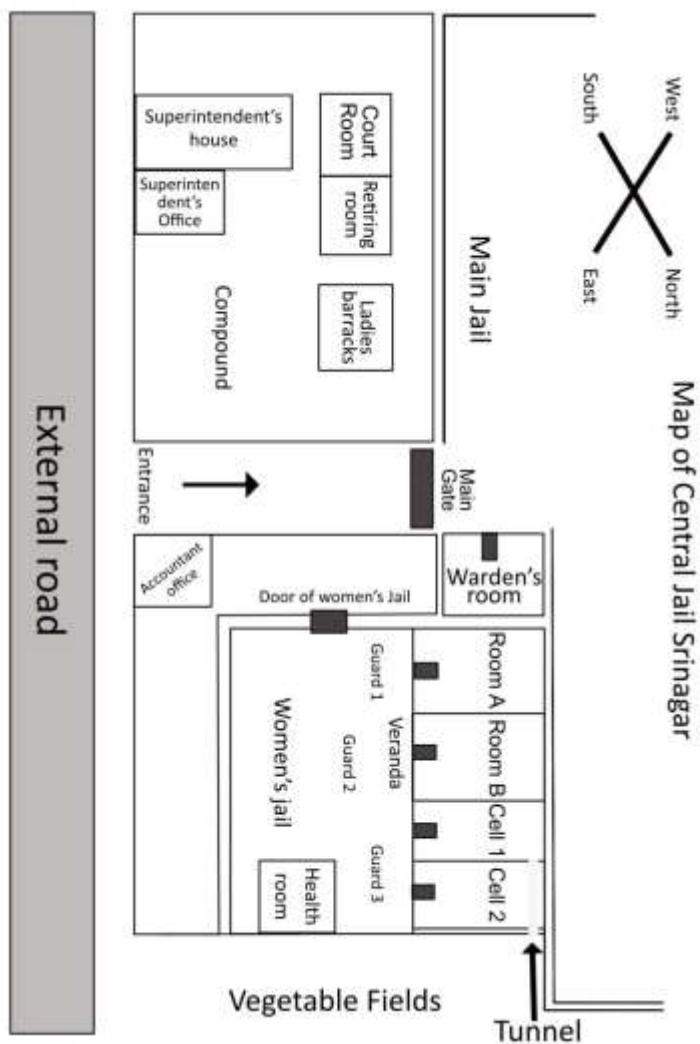 Map of Central Jail Srinagar
West
North
South
East
Main Jail
Court
Room
Retiring
room
Ladies
barracks
Superintendent's
house
Superinten
dent's
Office
Compound
External road
Entrance
Main
Gate
Accountant
office
Door of women's Jail
Warden's
room
Room A
Room B
Cell 1
Cell 2
Guard 1
Veranda
Guard 2
Guard 3
Women's jail
Health
room
Vegetable Fields
Tunnel